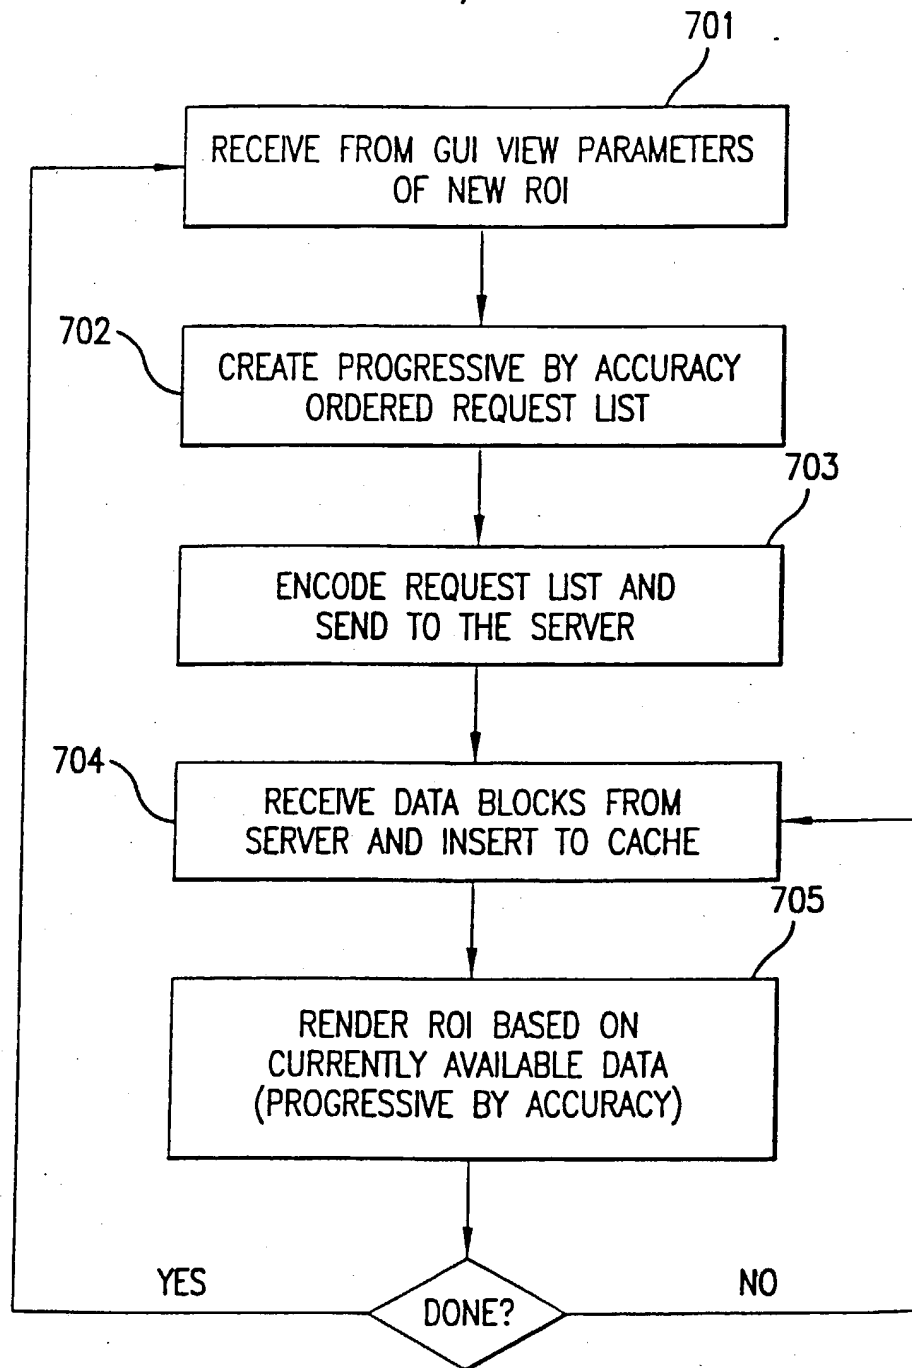 701
RECEIVE FROM GUI VIEW PARAMETERS
OF NEW ROI
702
CREATE PROGRESSIVE BY ACCURACY
ORDERED REQUEST LIST
703
ENCODE REQUEST LIST AND
SEND TO THE SERVER
704
RECEIVE DATA BLOCKS FROM
SERVER AND INSERT TO CACHE
705
RENDER ROI BASED ON
CURRENTLY AVAILABLE DATA
(PROGRESSIVE BY ACCURACY)
YES
DONE?
NO